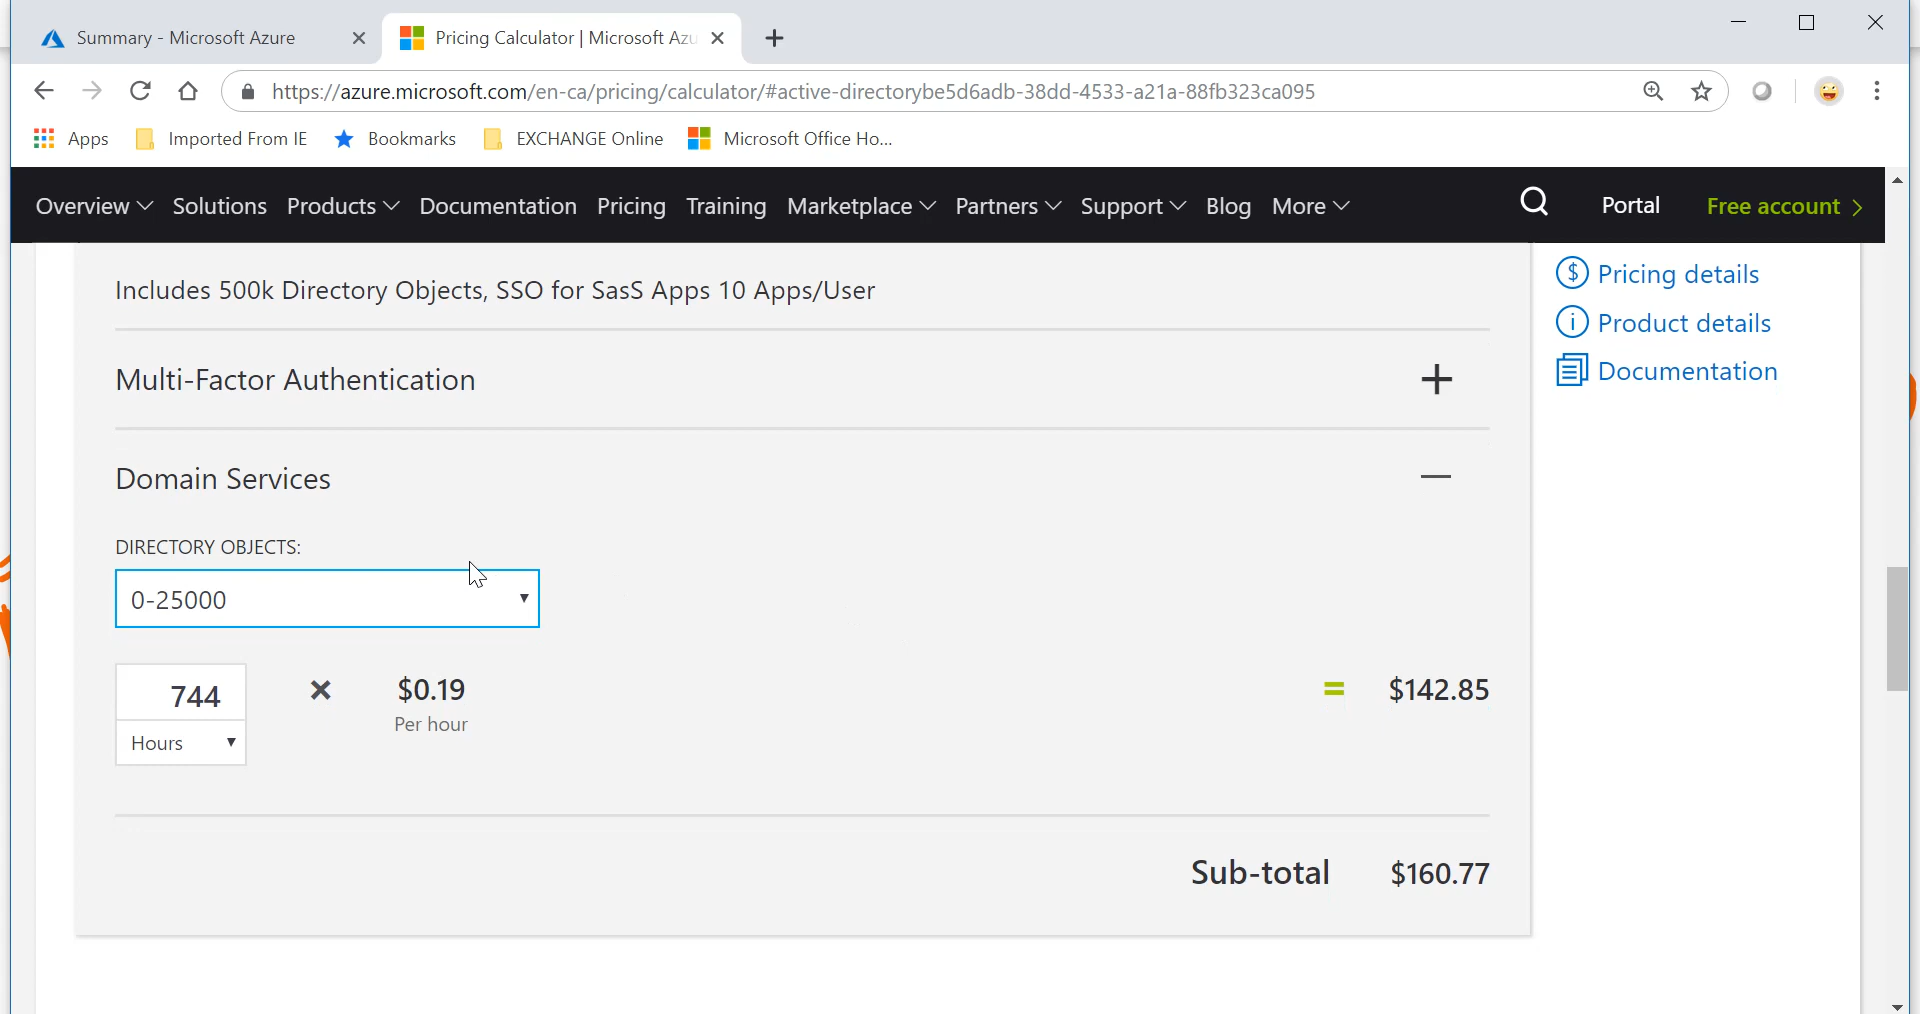 Summary - Microsoft Azure
Pricing Calculator | Microsoft Azu
https://azure.microsoft.com/en-ca/pricing/calculator/#active-directorybe5d6adb-38dd-4533-a21a-88fb323ca095
Apps Imported From IE Bookmarks EXCHANGE Online Microsoft Office Ho...
Overview Solutions Products Documentation Pricing Training Marketplace Partners Support Blog More Portal Free account
Includes 500k Directory Objects, SSO for SasS Apps 10 Apps/User
Pricing details
Product details
Documentation
Multi-Factor Authentication +
Domain Services —
DIRECTORY OBJECTS:
0-25000
744 × $0.19 = $142.85
Per hour
Hours
Sub-total $160.77